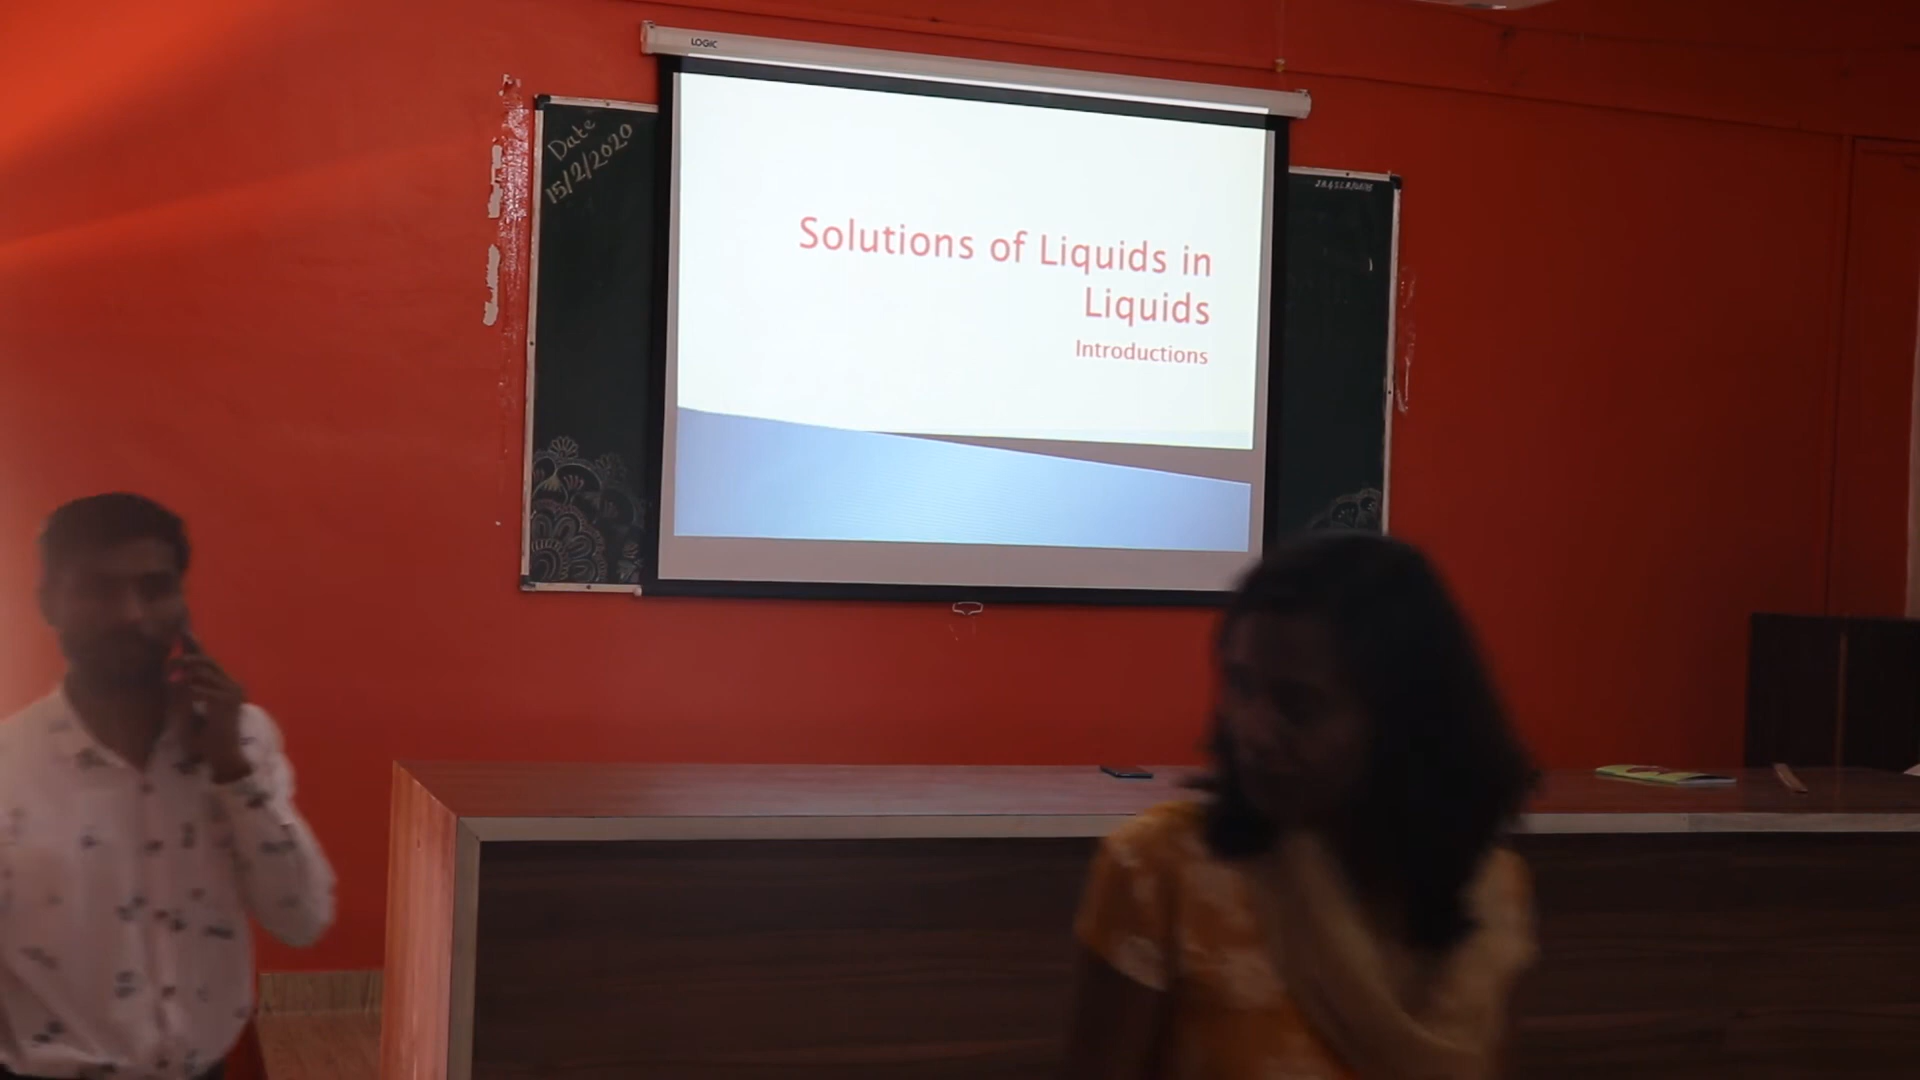 LOGIC
Date
15/2/2020
Solutions of Liquids in
Liquids
Introductions